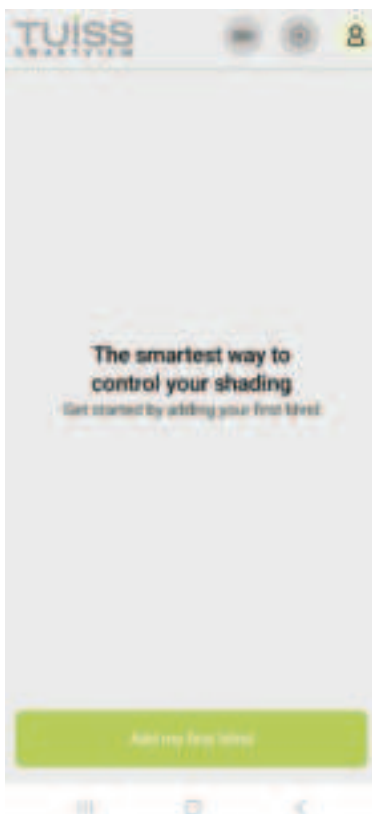 TUISS
SMARTVIEW
The smartest way to
control your shading
Get started by adding your first blind
Add my first blind